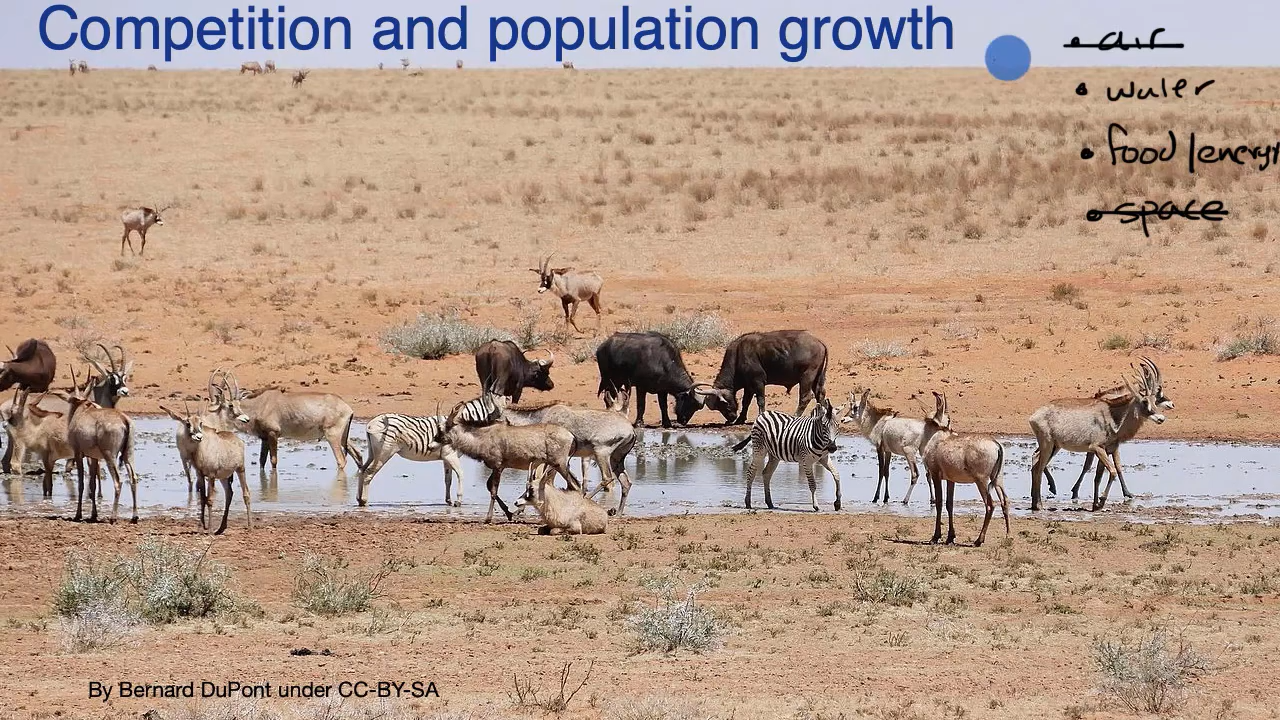 Competition and population growth
• air
• water
• food/energy
• space
By Bernard DuPont under CC-BY-SA